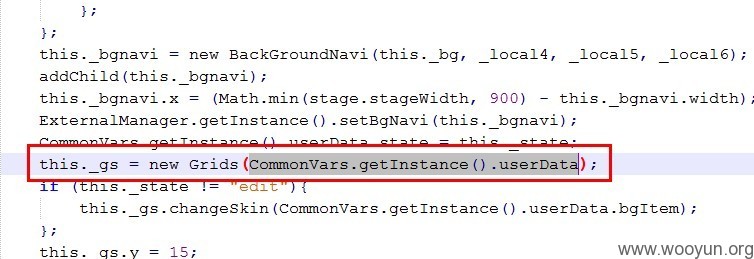 };
};
this._bgnavi = new BackGroundNavi(this._bg, _local4, _local5, _local6);
addChild(this._bgnavi);
this._bgnavi.x = (Math.min(stage.stageWidth, 900) - this._bgnavi.width);
ExternalManager.getInstance().setBgNavi(this._bgnavi);
CommonVars.getInstance().userData.state = this._state;
this._gs = new Grids(CommonVars.getInstance().userData);
if (this._state != "edit"){
this._gs.changeSkin(CommonVars.getInstance().userData.bgItem);
};
this._gs.y = 15;
www.wooyun.org